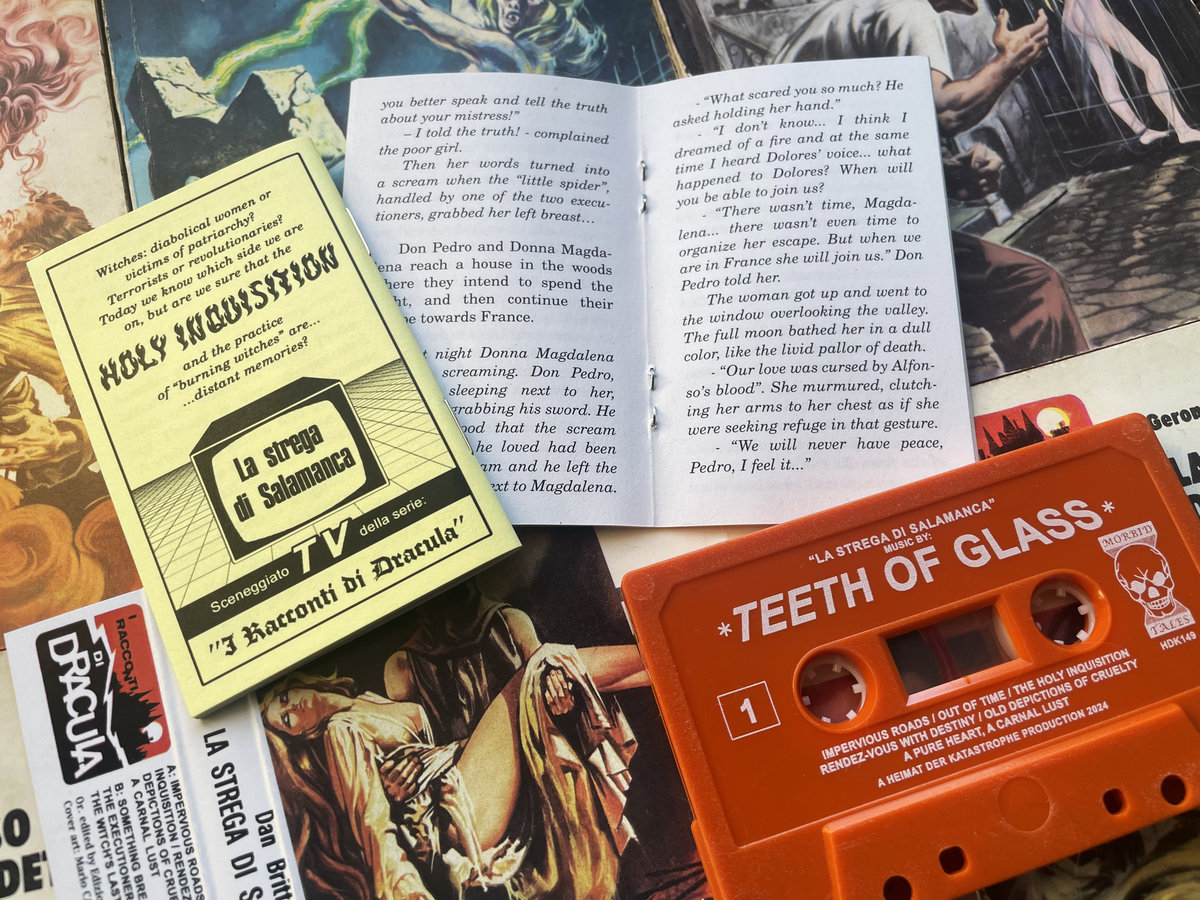 Witches: diabolical women or
victims of patriarchy?
Terrorists or revolutionaries?
Today we know which side we are
on, but are we sure that the
HOLY INQUISITION
and the practice
of "burning witches" are...
...distant memories?
La strega
di Salamanca
Sceneggiato TV della serie:
"I Racconti di Dracula"
you better speak and tell the truth
about your mistress!"
– I told the truth! - complained
the poor girl.
Then her words turned into
a scream when the "little spider",
handled by one of the two execu-
tioners, grabbed her left breast...
Don Pedro and Donna Magda-
lena reach a house in the woods
where they intend to spend the
and then continue their
towards France.
night Donna Magdalena
screaming. Don Pedro,
sleeping next to her,
grabbing his sword. He
that the scream
he loved had been
and he left the
to Magdalena.
- "What scared you so much? He
asked holding her hand."
- "I don't know... I think I
dreamed of a fire and at the same
time I heard Dolores' voice... what
happened to Dolores? When will
you be able to join us?
- "There wasn't time, Magda-
lena... there wasn't even time to
organize her escape. But when we
are in France she will join us." Don
Pedro told her.
The woman got up and went to
the window overlooking the valley.
The full moon bathed her in a dull
color, like the livid pallor of death.
- "Our love was cursed by Alfon-
so's blood". She murmured, clutch-
ing her arms to her chest as if she
were seeking refuge in that gesture.
- "We will never have peace,
Pedro, I feel it..."
"LA STREGA DI SALAMANCA"
MUSIC BY:
*TEETH OF GLASS*
MORBID
TALES
HDK149
1
IMPERVIOUS ROADS / OUT OF TIME / THE HOLY INQUISITION
RENDEZ-VOUS WITH DESTINY / OLD DEPICTIONS OF CRUELTY
A PURE HEART, A CARNAL LUST
A HEIMAT DER KATASTROPHE PRODUCTION 2024
I RACCONTI
DI
DRACULA
A: IMPERVIOUS ROADS
INQUISITION / RENDEZ
DEPICTIONS OF CRUE
A CARNAL LUST
B: SOMETHING BRE
THE EXECUTIONER
THE WITCH'S LAST
Or. edited by Edizio
Cover art: Mario C
Dan Britt
LA STREGA DI S
Gerop